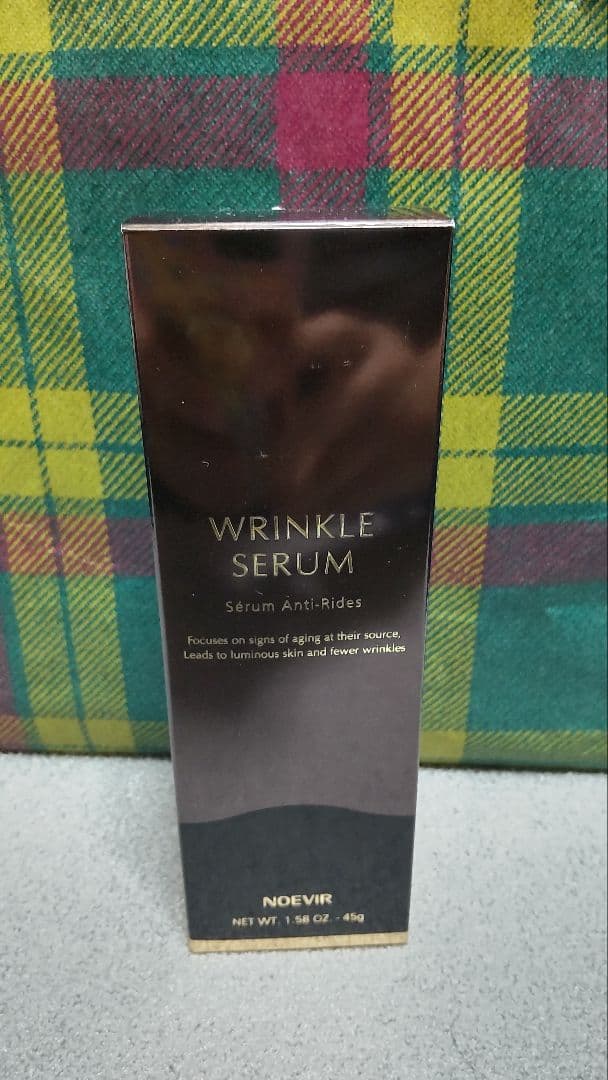 WRINKLE
SERUM
Sérum Anti-Rides
Focuses on signs of aging at their source,
Leads to luminous skin and fewer wrinkles
NOEVIR
NET WT. 1.58 OZ. - 45g